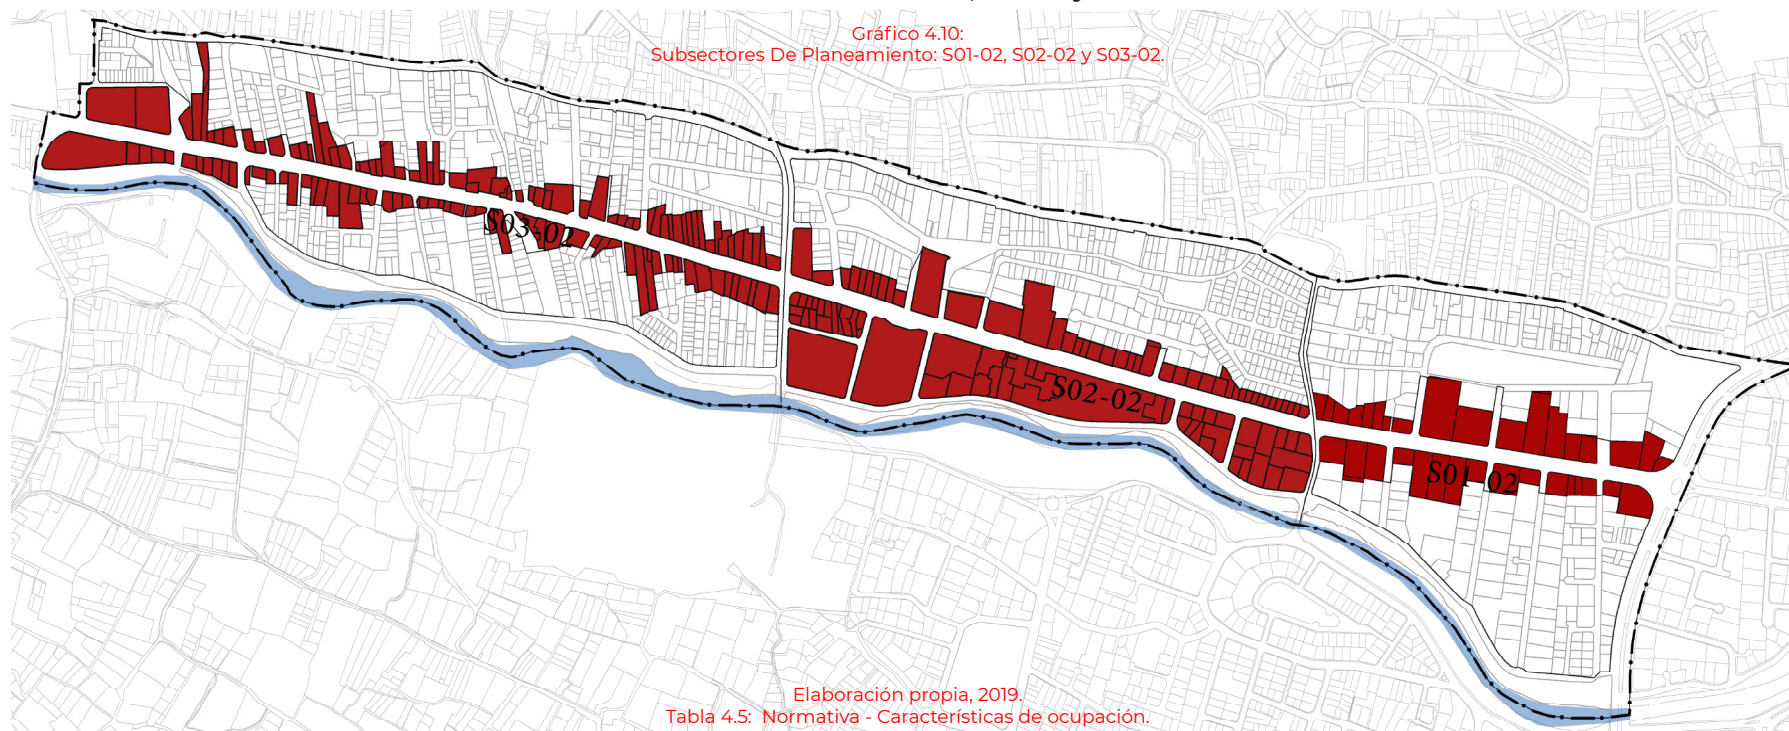 Gráfico 4.10:
Subsectores De Planeamiento: S01-02, S02-02 y S03-02.
S03-02
S02-02
S01-02
Elaboración propia, 2019.
Tabla 4.5: Normativa - Características de ocupación.